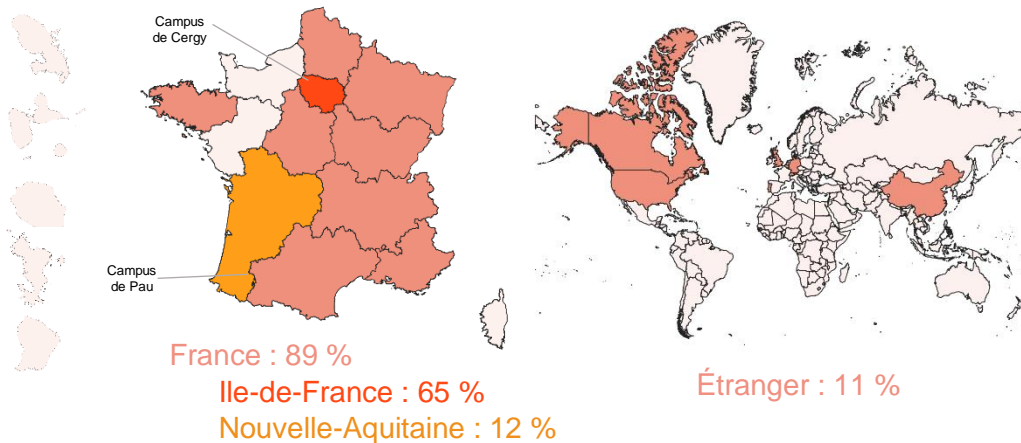 Campus
de Cergy
Campus
de Pau
France : 89 %
Ile-de-France : 65 %
Nouvelle-Aquitaine : 12 %
Étranger : 11 %